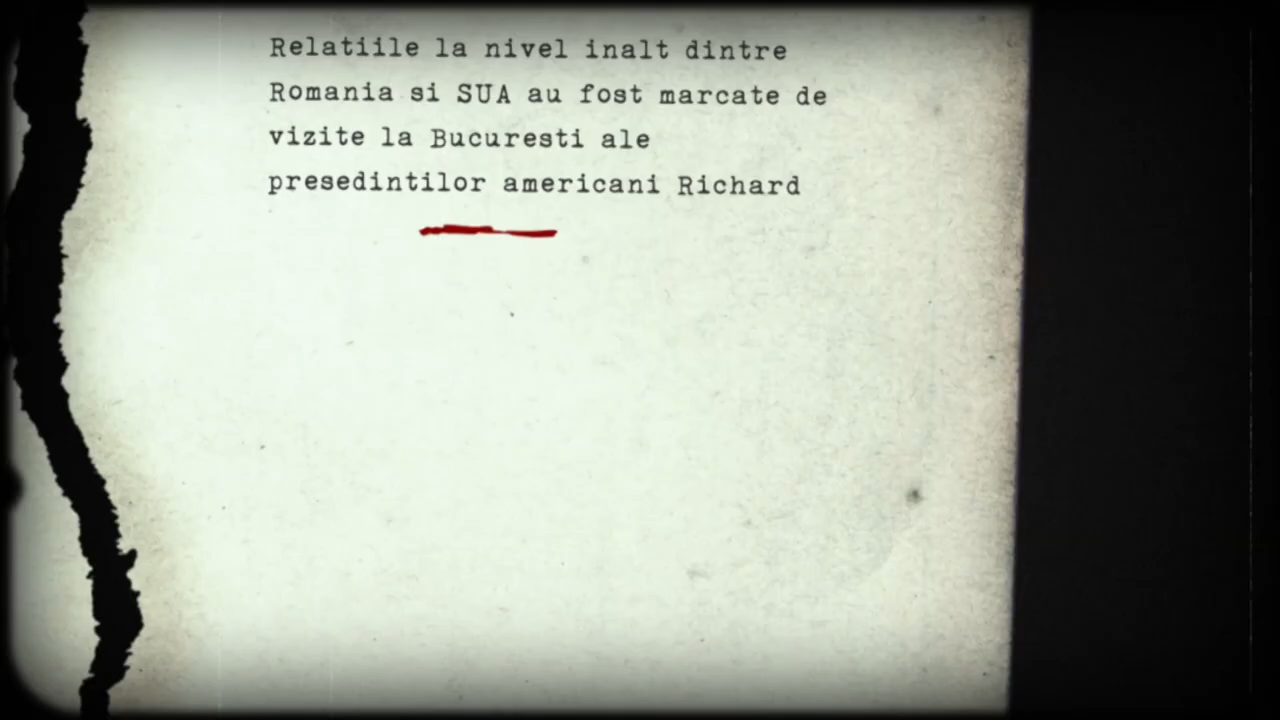 Relatiile la nivel inalt dintre
Romania si SUA au fost marcate de
vizite la Bucuresti ale
presedintilor americani Richard